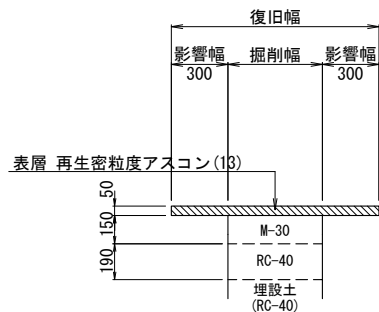 復旧幅
影響幅 掘削幅 影響幅
300 300
表層 再生密粒度アスコン(13)
50
150
M-30
190
RC-40
埋設土
(RC-40)